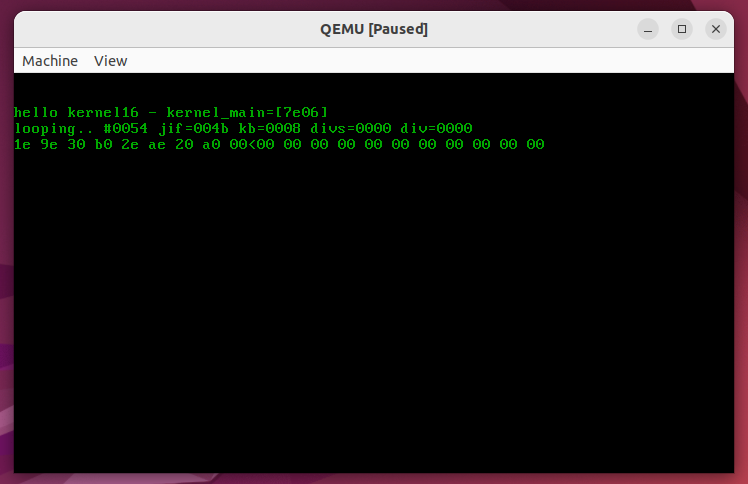 QEMU [Paused]
Machine View
hello kernel16 - kernel_main=[7e06]
looping.. #0054 jif=004b kb=0008 divs=0000 div=0000
1e 9e 30 b0 2e ae 20 a0 00<00 00 00 00 00 00 00 00 00 00 00